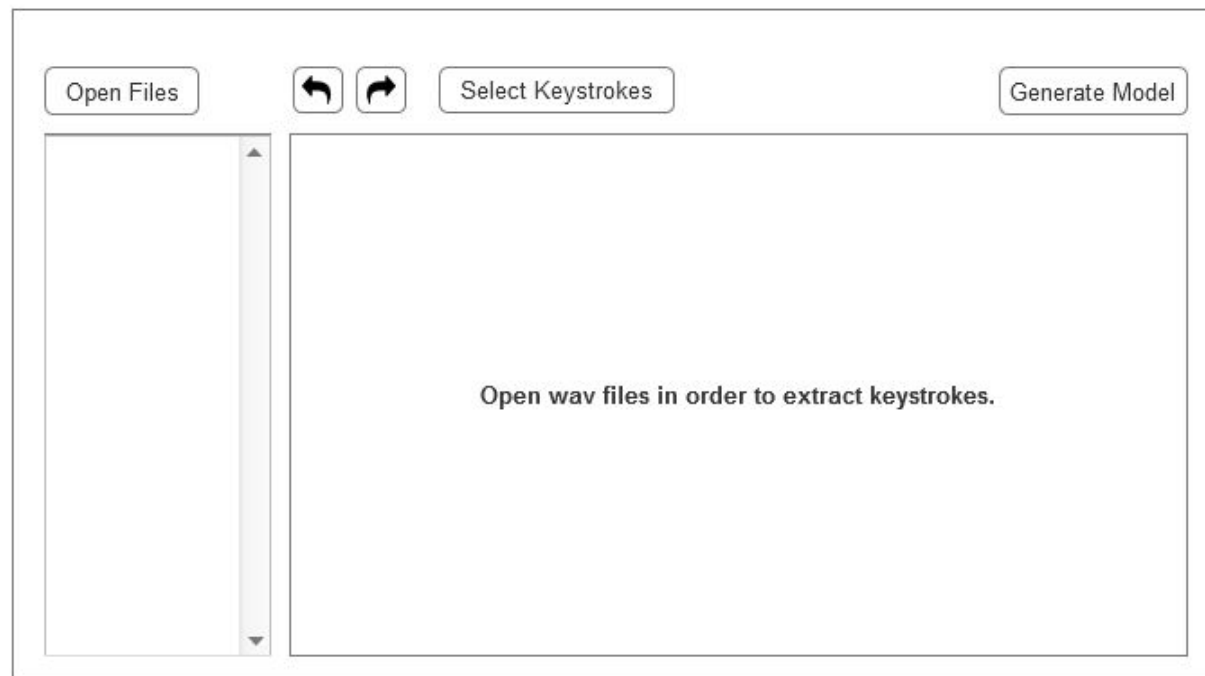 Open Files
Select Keystrokes
Generate Model
Open wav files in order to extract keystrokes.